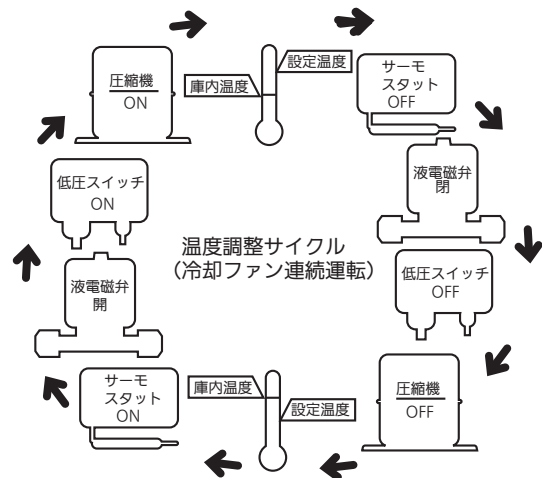 圧縮機
ON
庫内温度
設定温度
サーモ
スタット
OFF
液電磁弁
閉
低圧スイッチ
OFF
圧縮機
OFF
庫内温度
設定温度
サーモ
スタット
ON
液電磁弁
開
低圧スイッチ
ON
温度調整サイクル
(冷却ファン連続運転)